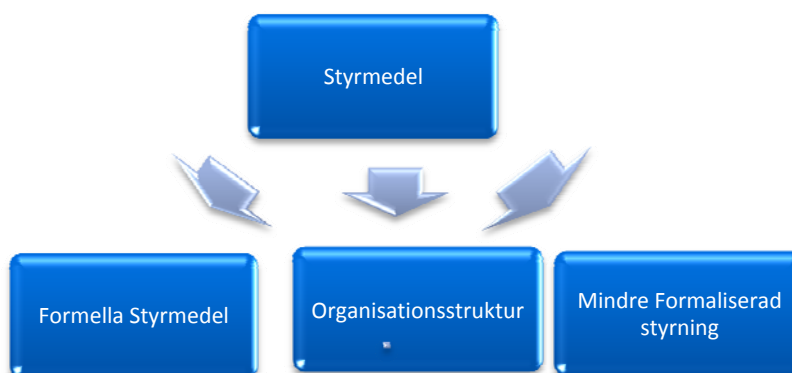 Styrmedel
Formella Styrmedel
Organisationsstruktur
Mindre Formaliserad
styrning